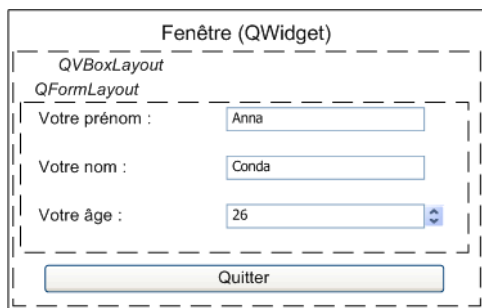 Fenêtre (QWidget)
QVBoxLayout
QFormLayout
Votre prénom : Anna
Votre nom : Conda
Votre âge : 26
Quitter